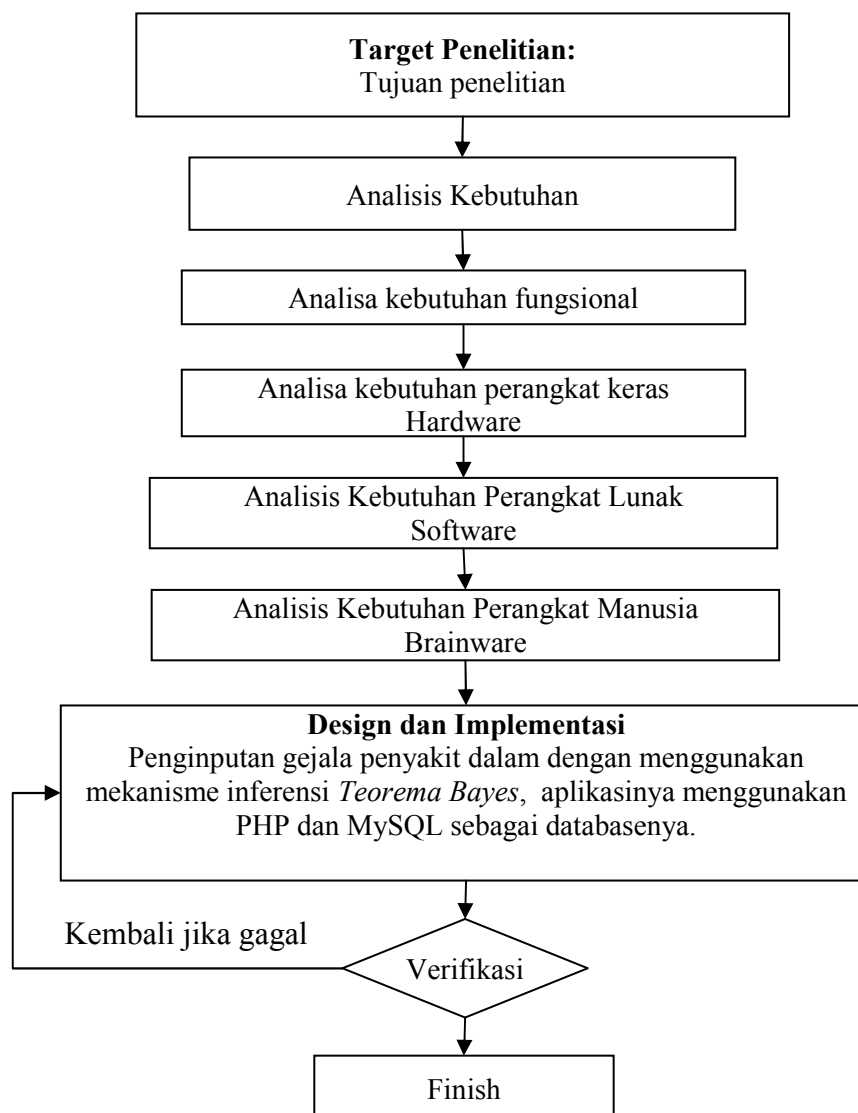 Target Penelitian:
Tujuan penelitian
Analisis Kebutuhan
Analisa kebutuhan fungsional
Analisa kebutuhan perangkat keras
Hardware
Analisis Kebutuhan Perangkat Lunak
Software
Analisis Kebutuhan Perangkat Manusia
Brainware
Design dan Implementasi
Penginputan gejala penyakit dalam dengan menggunakan
mekanisme inferensi Teorema Bayes, aplikasinya menggunakan
PHP dan MySQL sebagai databasenya.
Kembali jika gagal
Verifikasi
Finish